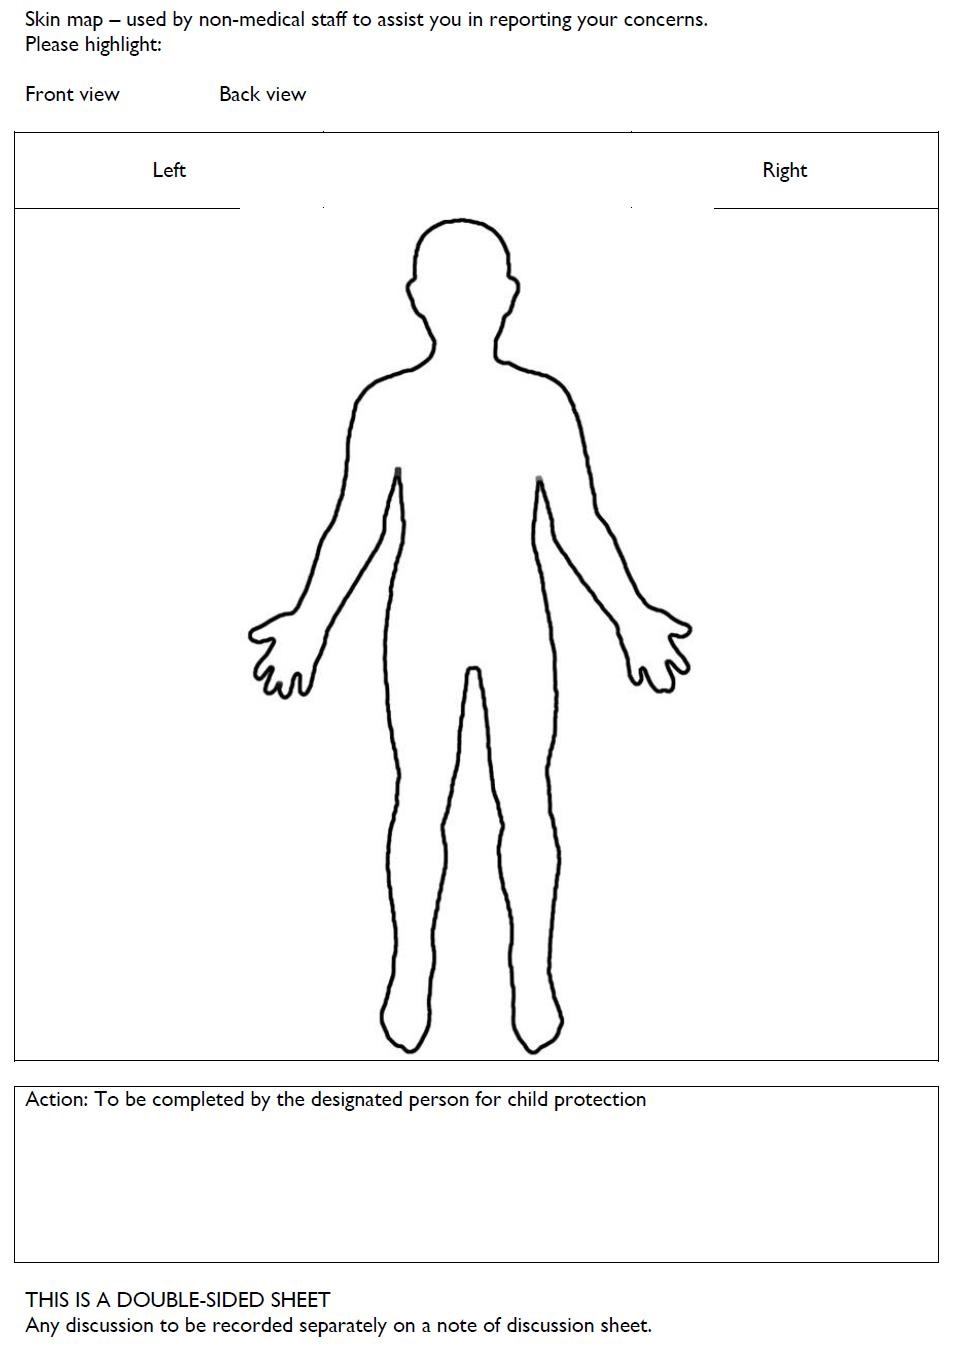 Skin map – used by non-medical staff to assist you in reporting your concerns.
Please highlight:
Front view Back view
Left Right
Action: To be completed by the designated person for child protection
THIS IS A DOUBLE-SIDED SHEET
Any discussion to be recorded separately on a note of discussion sheet.